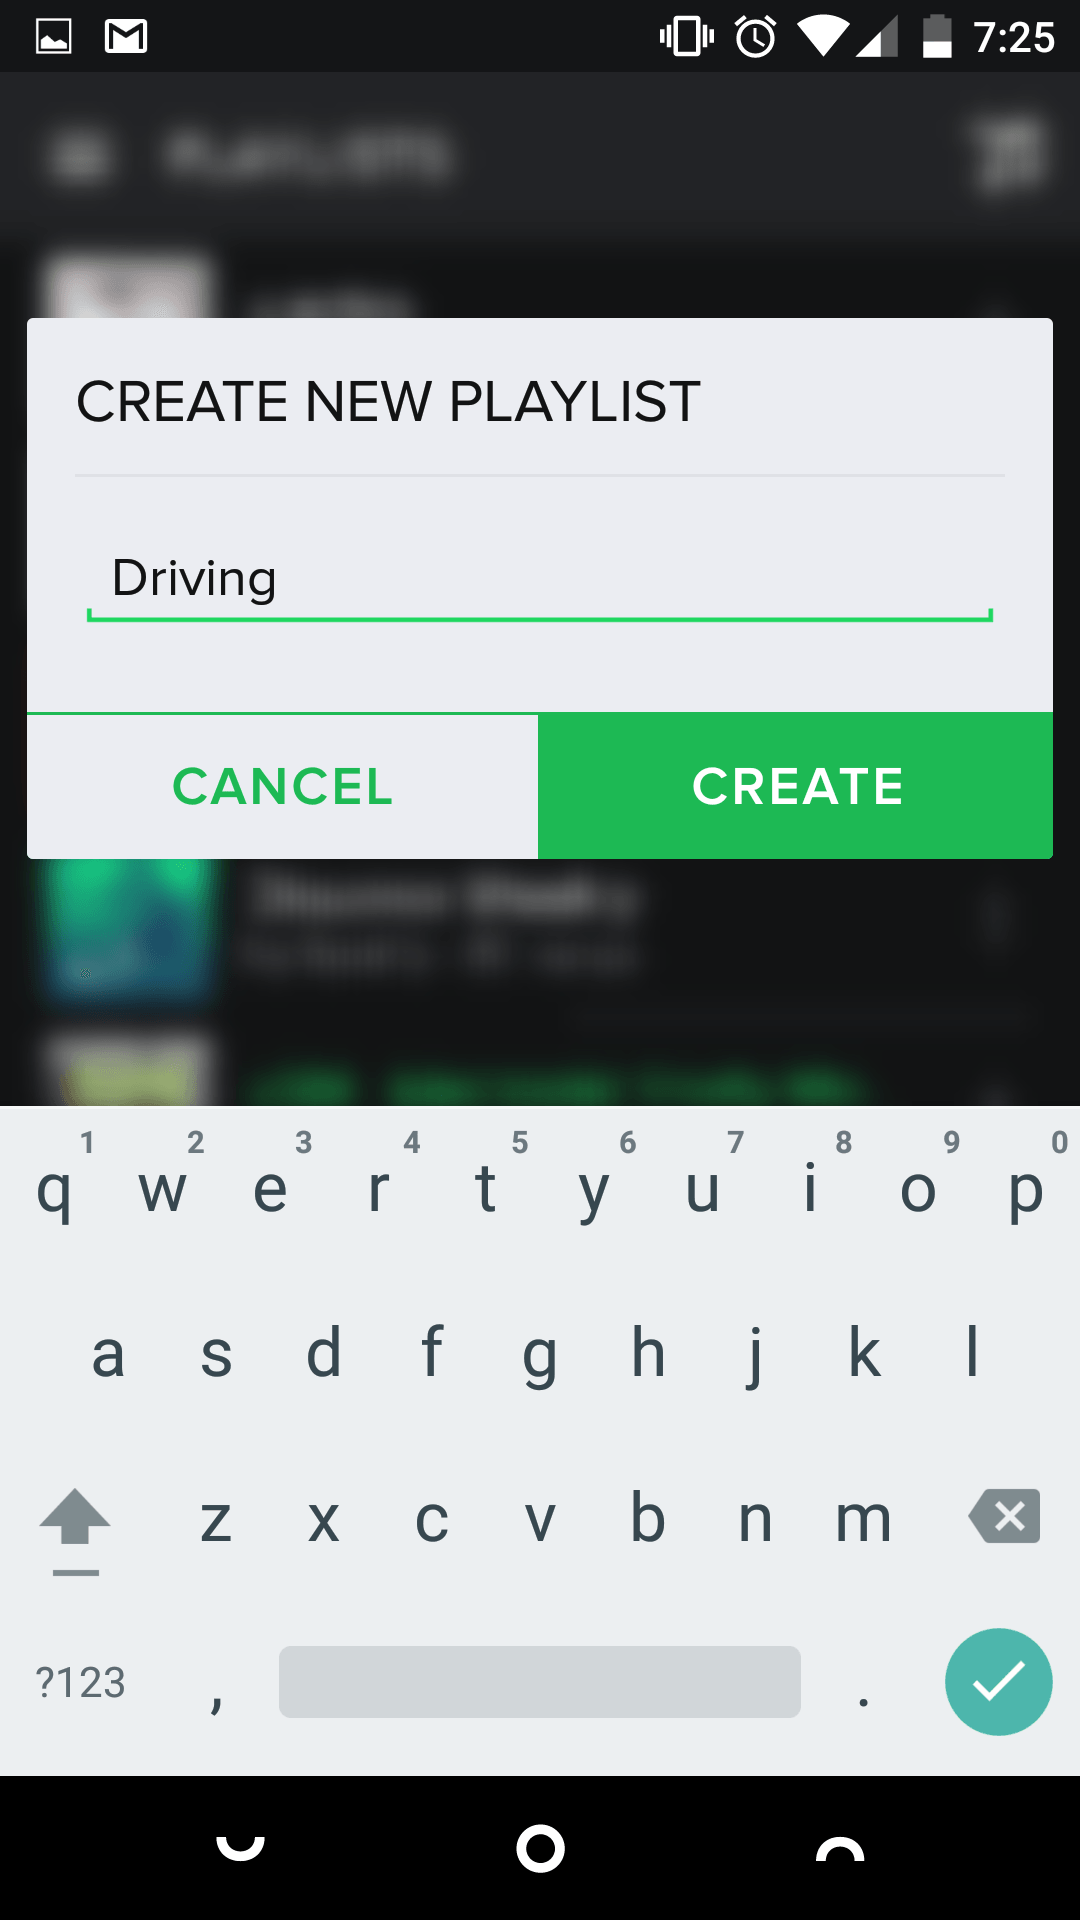 7:25
PLAYLISTS
CREATE NEW PLAYLIST
Driving
CANCEL CREATE
1 2 3 4 5 6 7 8 9 0
q w e r t y u i o p
a s d f g h j k l
z x c v b n m
?123 , .